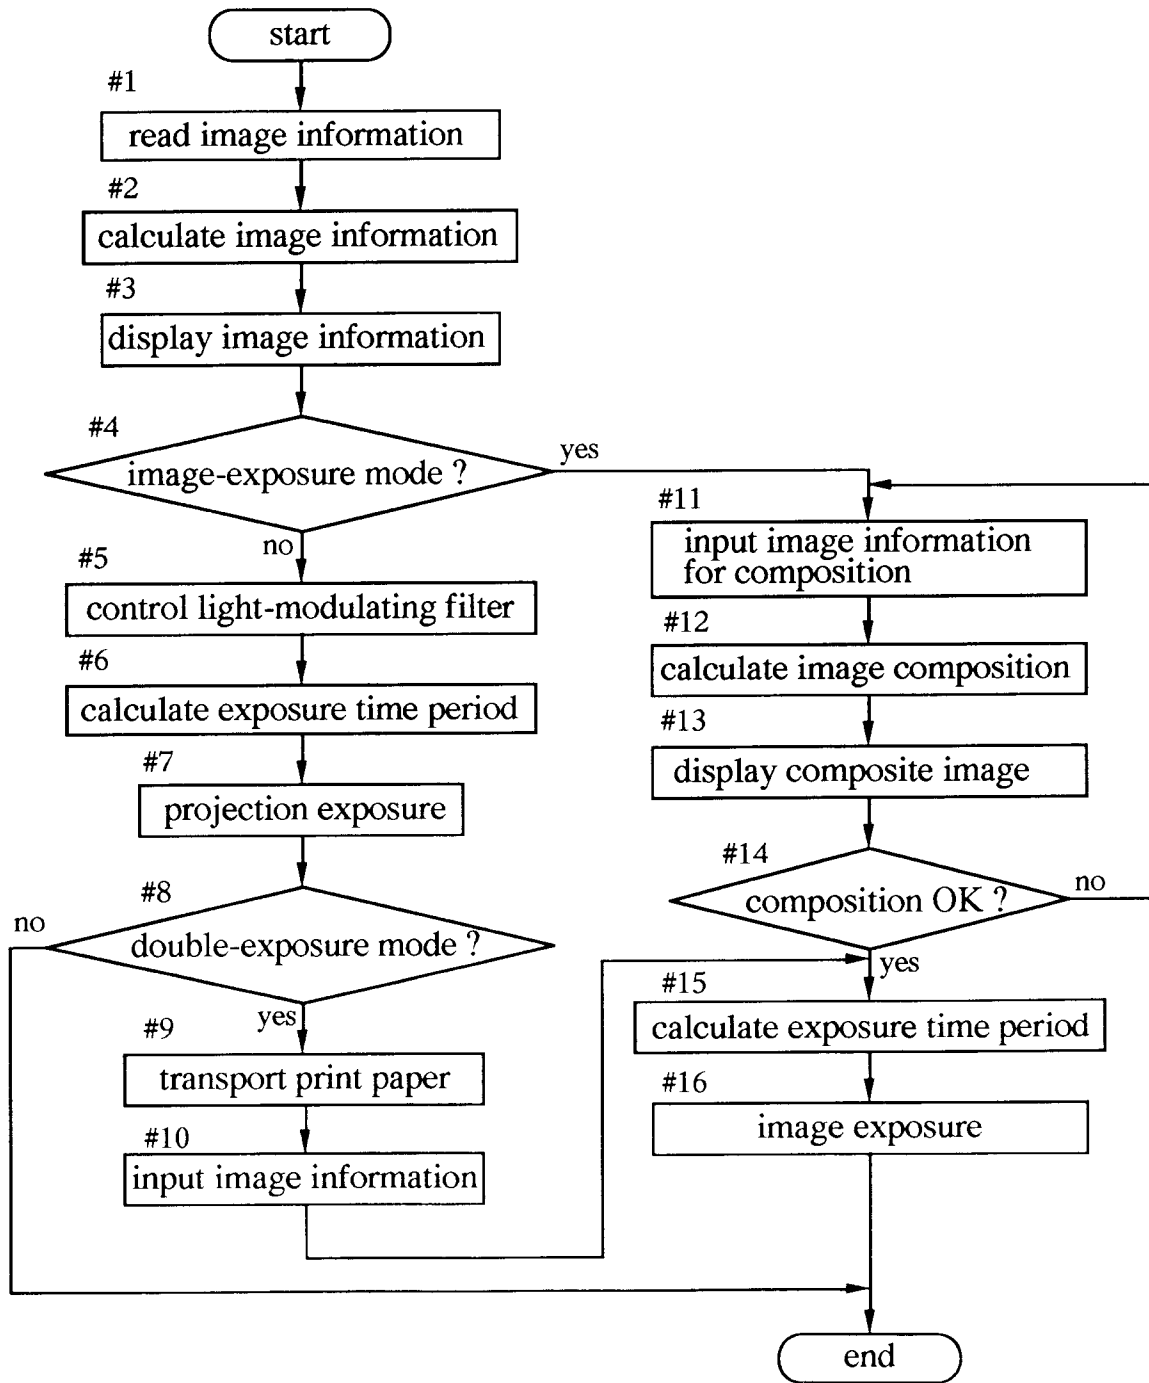 start
#1
read image information
#2
calculate image information
#3
display image information
#4
image-exposure mode ?
yes
no
#5
control light-modulating filter
#6
calculate exposure time period
#7
projection exposure
#8
double-exposure mode ?
no
yes
#9
transport print paper
#10
input image information
#11
input image information
for composition
#12
calculate image composition
#13
display composite image
#14
composition OK ?
no
yes
#15
calculate exposure time period
#16
image exposure
end